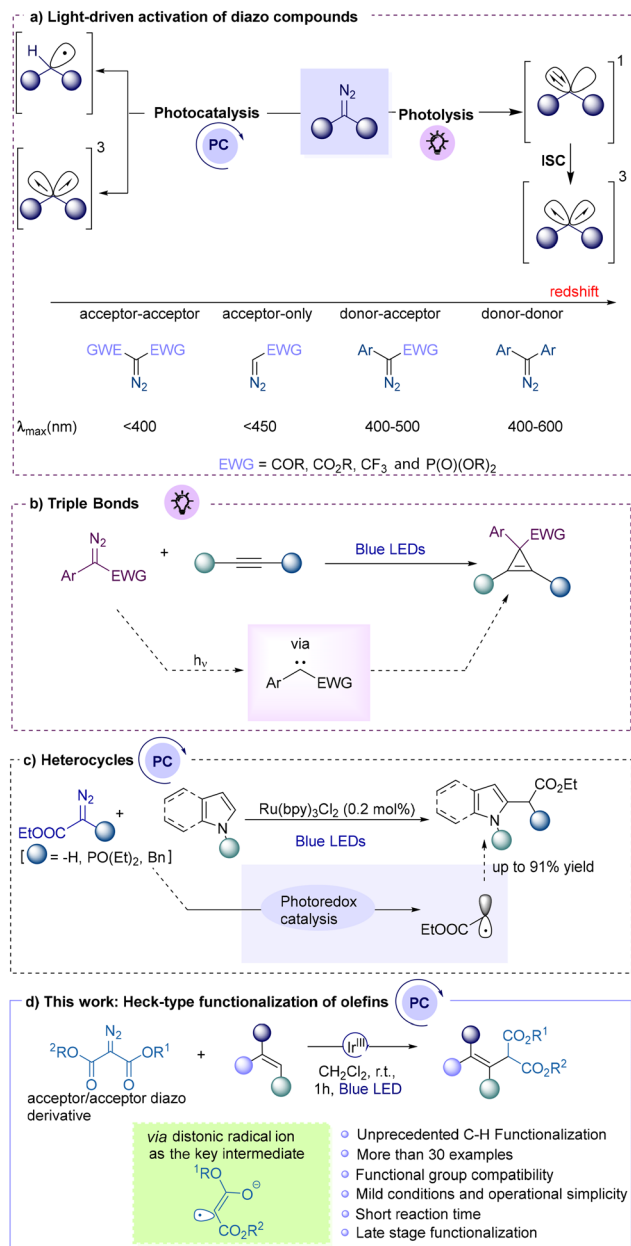 a) Light-driven activation of diazo compounds
H
3
Photocatalysis
PC
N₂
Photolysis
1
ISC
3
redshift
acceptor-acceptor acceptor-only donor-acceptor donor-donor
GWE EWG EWG Ar EWG Ar Ar
N₂ N₂ N₂ N₂
λmax(nm) <400 <450 400-500 400-600
EWG = COR, CO₂R, CF₃ and P(O)(OR)₂
b) Triple Bonds
N₂
Ar EWG
+
Blue LEDs
Ar EWG
hν
via
Ar EWG
c) Heterocycles PC
N₂
EtOOC
+
N
Ru(bpy)₃Cl₂ (0.2 mol%)
Blue LEDs
CO₂Et
N
[ = -H, PO(Et)₂, Bn]
up to 91% yield
Photoredox
catalysis
EtOOC
d) This work: Heck-type functionalization of olefins PC
N₂
²RO OR¹
O O
+
Irᴵᴵᴵ
CH₂Cl₂, r.t.,
1h, Blue LED
CO₂R¹
CO₂R²
acceptor/acceptor diazo
derivative
via distonic radical ion
as the key intermediate
¹RO
O⊖
CO₂R²
Unprecedented C-H Functionalization
More than 30 examples
Functional group compatibility
Mild conditions and operational simplicity
Short reaction time
Late stage functionalization